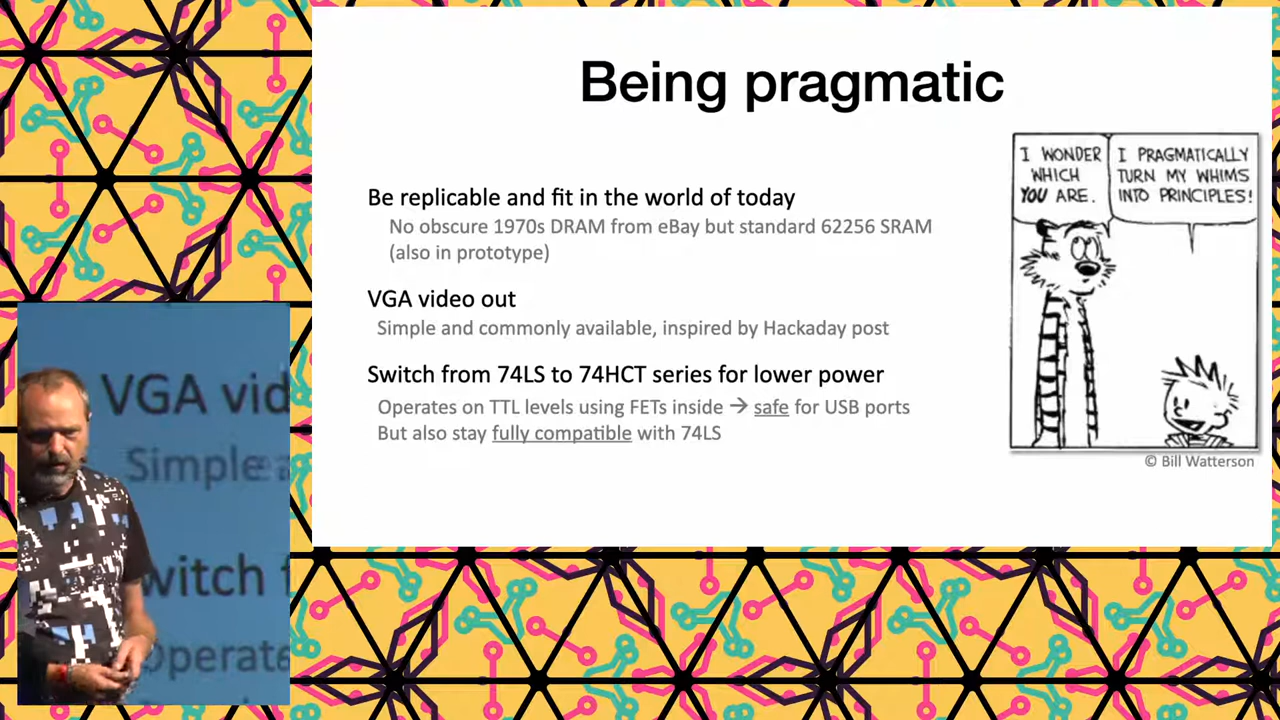 Being pragmatic
Be replicable and fit in the world of today
No obscure 1970s DRAM from eBay but standard 62256 SRAM
(also in prototype)
VGA video out
Simple and commonly available, inspired by Hackaday post
Switch from 74LS to 74HCT series for lower power
Operates on TTL levels using FETs inside → safe for USB ports
But also stay fully compatible with 74LS
I WONDER
WHICH
YOU ARE.
I PRAGMATICALLY
TURN MY WHIMS
INTO PRINCIPLES!
© Bill Watterson
VGA vid
Simple a
witch f
Operate